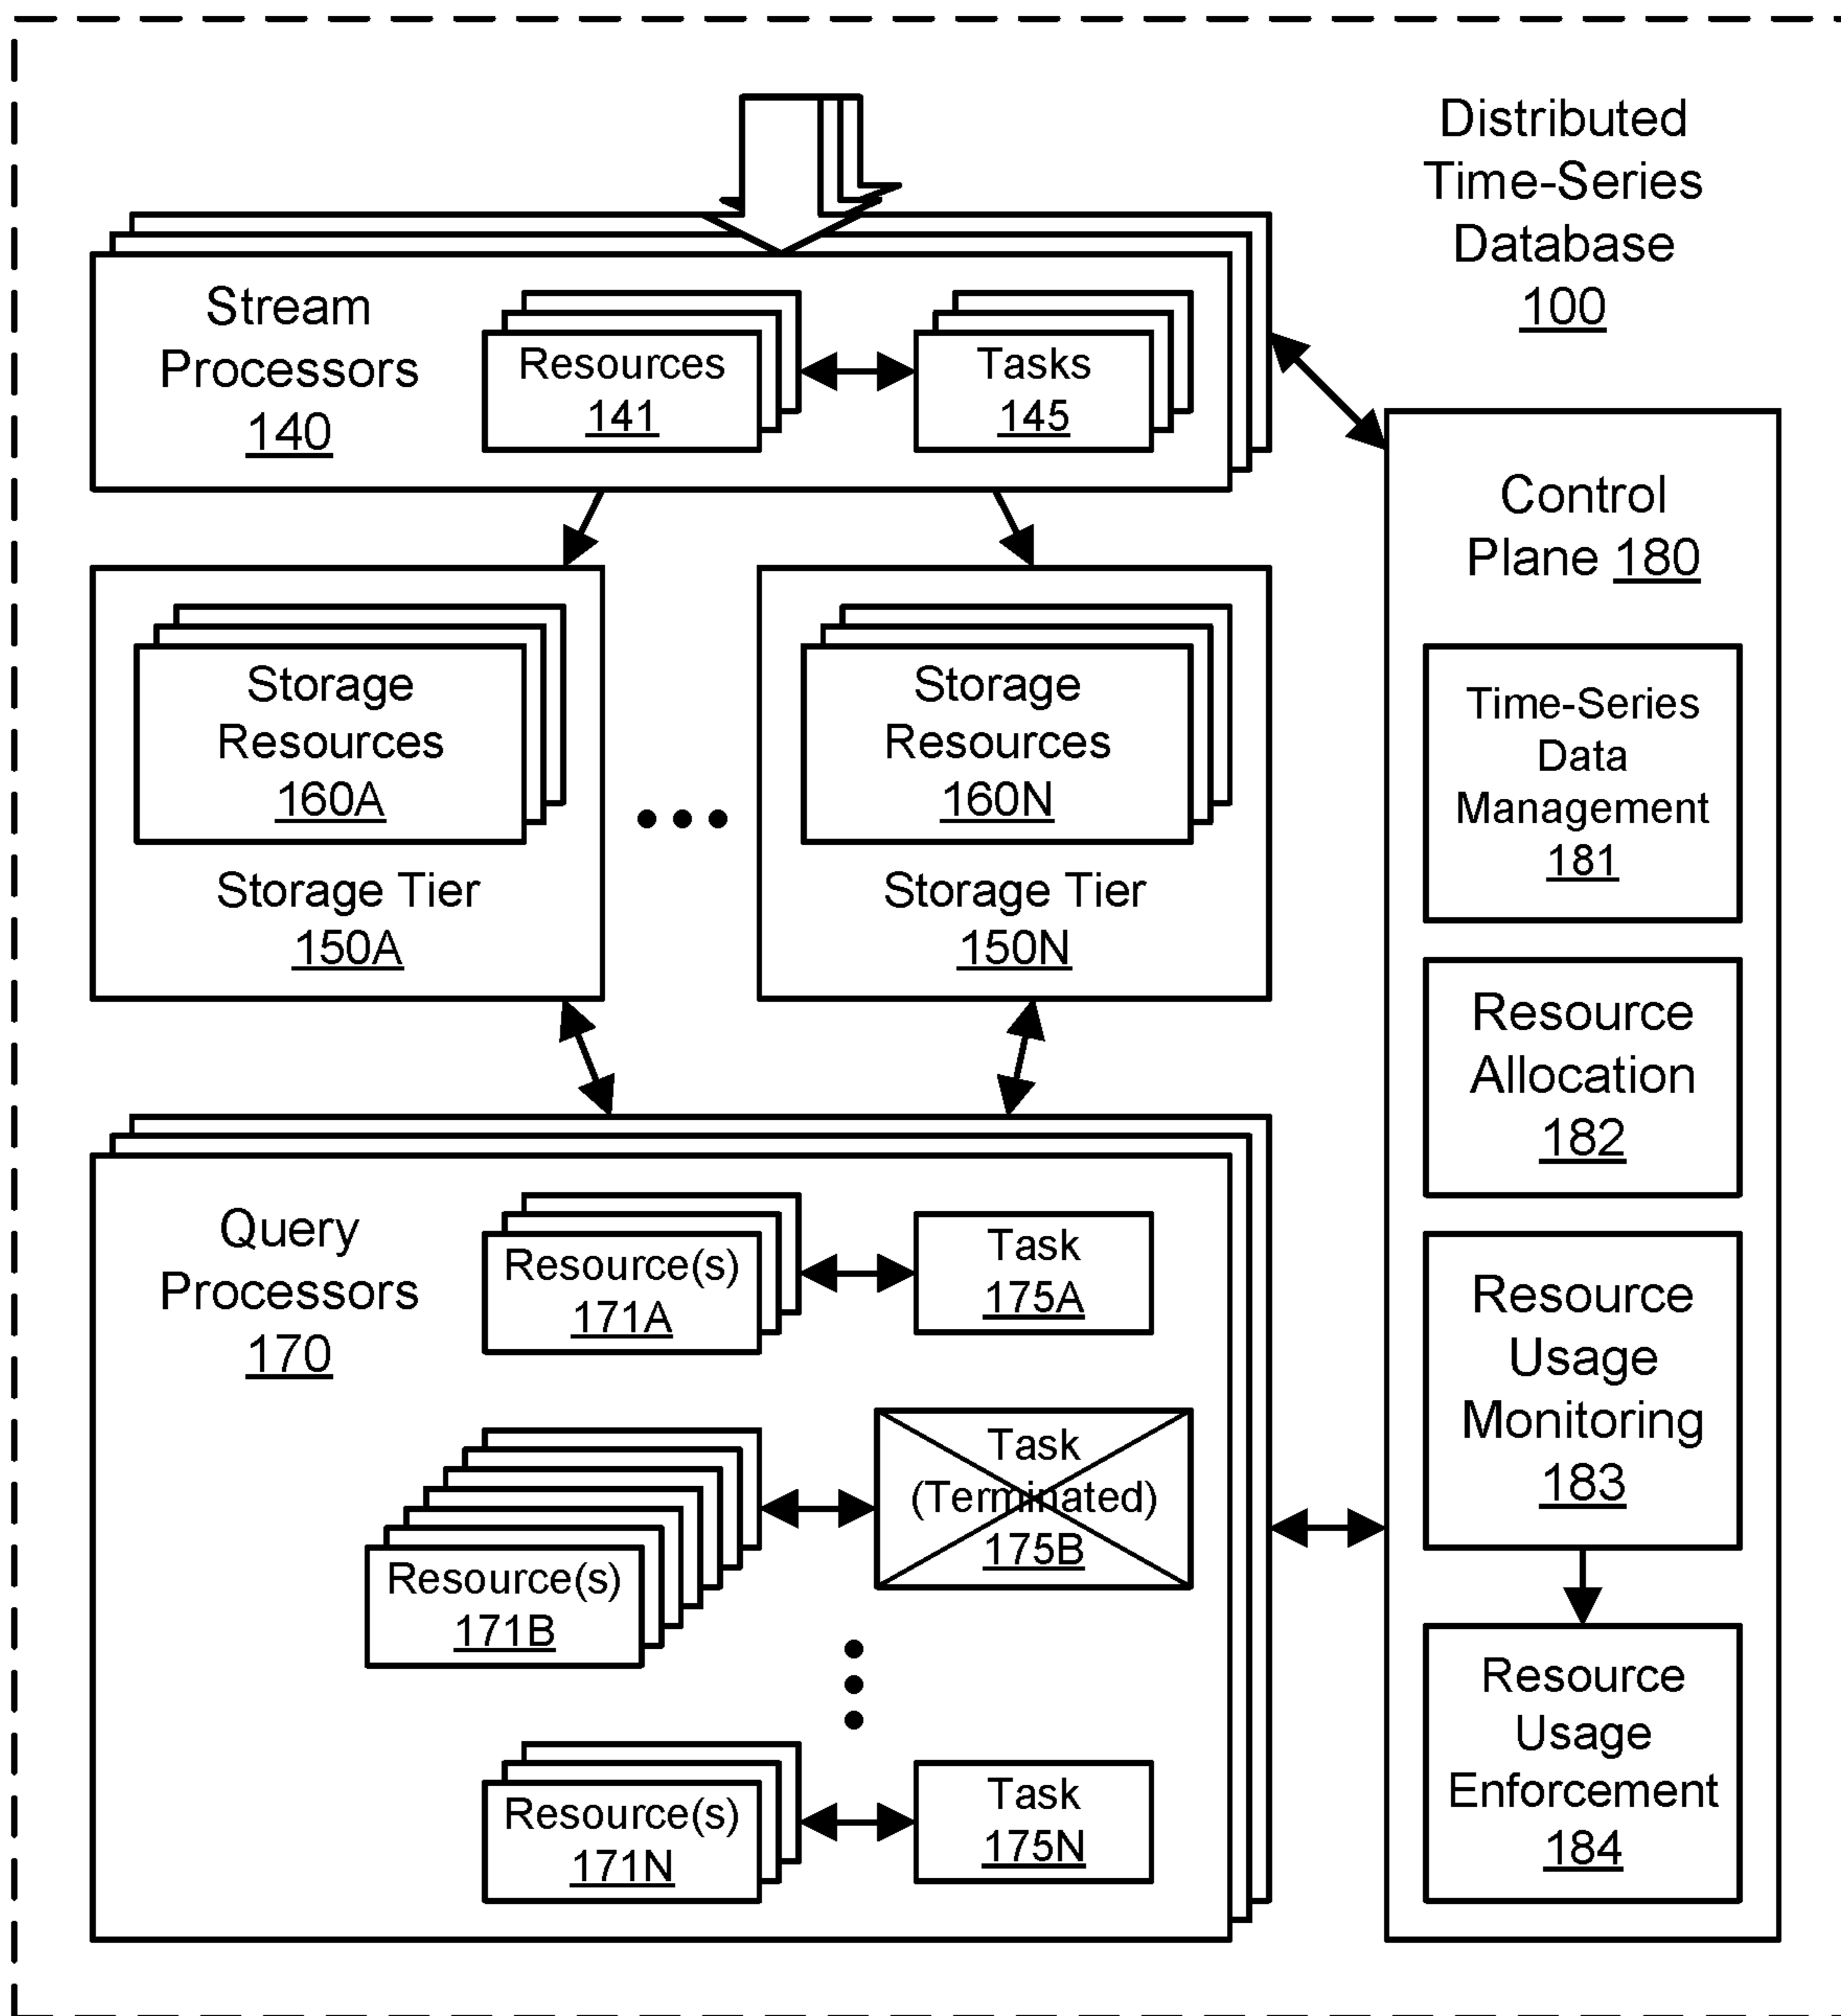 Distributed
Time-Series
Database
100
Stream
Processors
140
Resources
141
Tasks
145
Storage
Resources
160A
Storage Tier
150A
Storage
Resources
160N
Storage Tier
150N
Query
Processors
170
Resource(s)
171A
Task
175A
Resource(s)
171B
Task
(Terminated)
175B
Resource(s)
171N
Task
175N
Control
Plane 180
Time-Series
Data
Management
181
Resource
Allocation
182
Resource
Usage
Monitoring
183
Resource
Usage
Enforcement
184